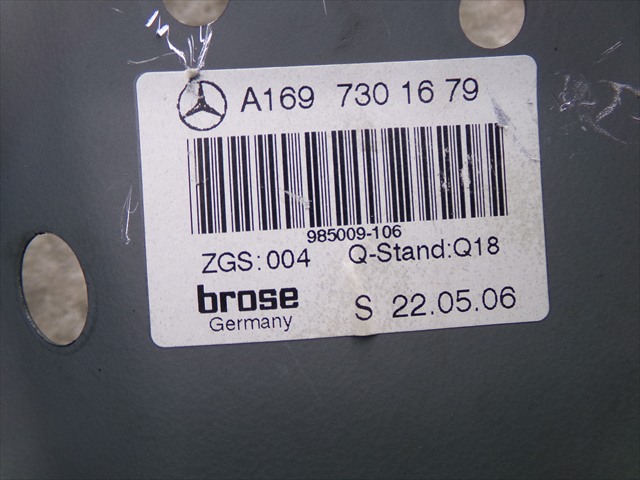 A169 730 16 79
985009-106
ZGS:004 Q-Stand:Q18
brose
Germany
S 22.05.06